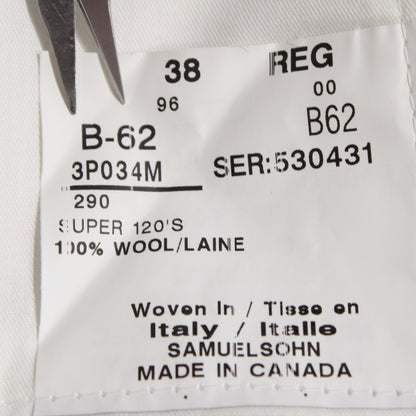 38 REG
96 00
B-62 B62
3P034M SER:530431
290
SUPER 120'S
100% WOOL/LAINE
Woven In / Tisse en
Italy / Italie
SAMUELSOHN
MADE IN CANADA